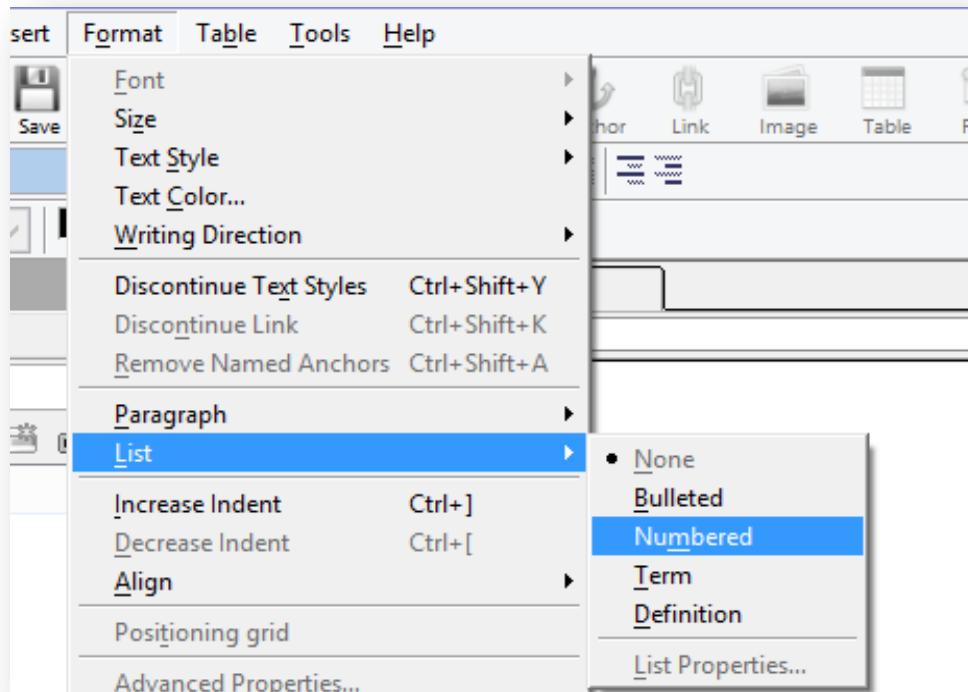 sert Format Table Tools Help
Save
hor Link Image Table
Font
Size
Text Style
Text Color...
Writing Direction
Discontinue Text Styles Ctrl+Shift+Y
Discontinue Link Ctrl+Shift+K
Remove Named Anchors Ctrl+Shift+A
Paragraph
List
Increase Indent Ctrl+]
Decrease Indent Ctrl+[
Align
Positioning grid
Advanced Properties...
None
Bulleted
Numbered
Term
Definition
List Properties...